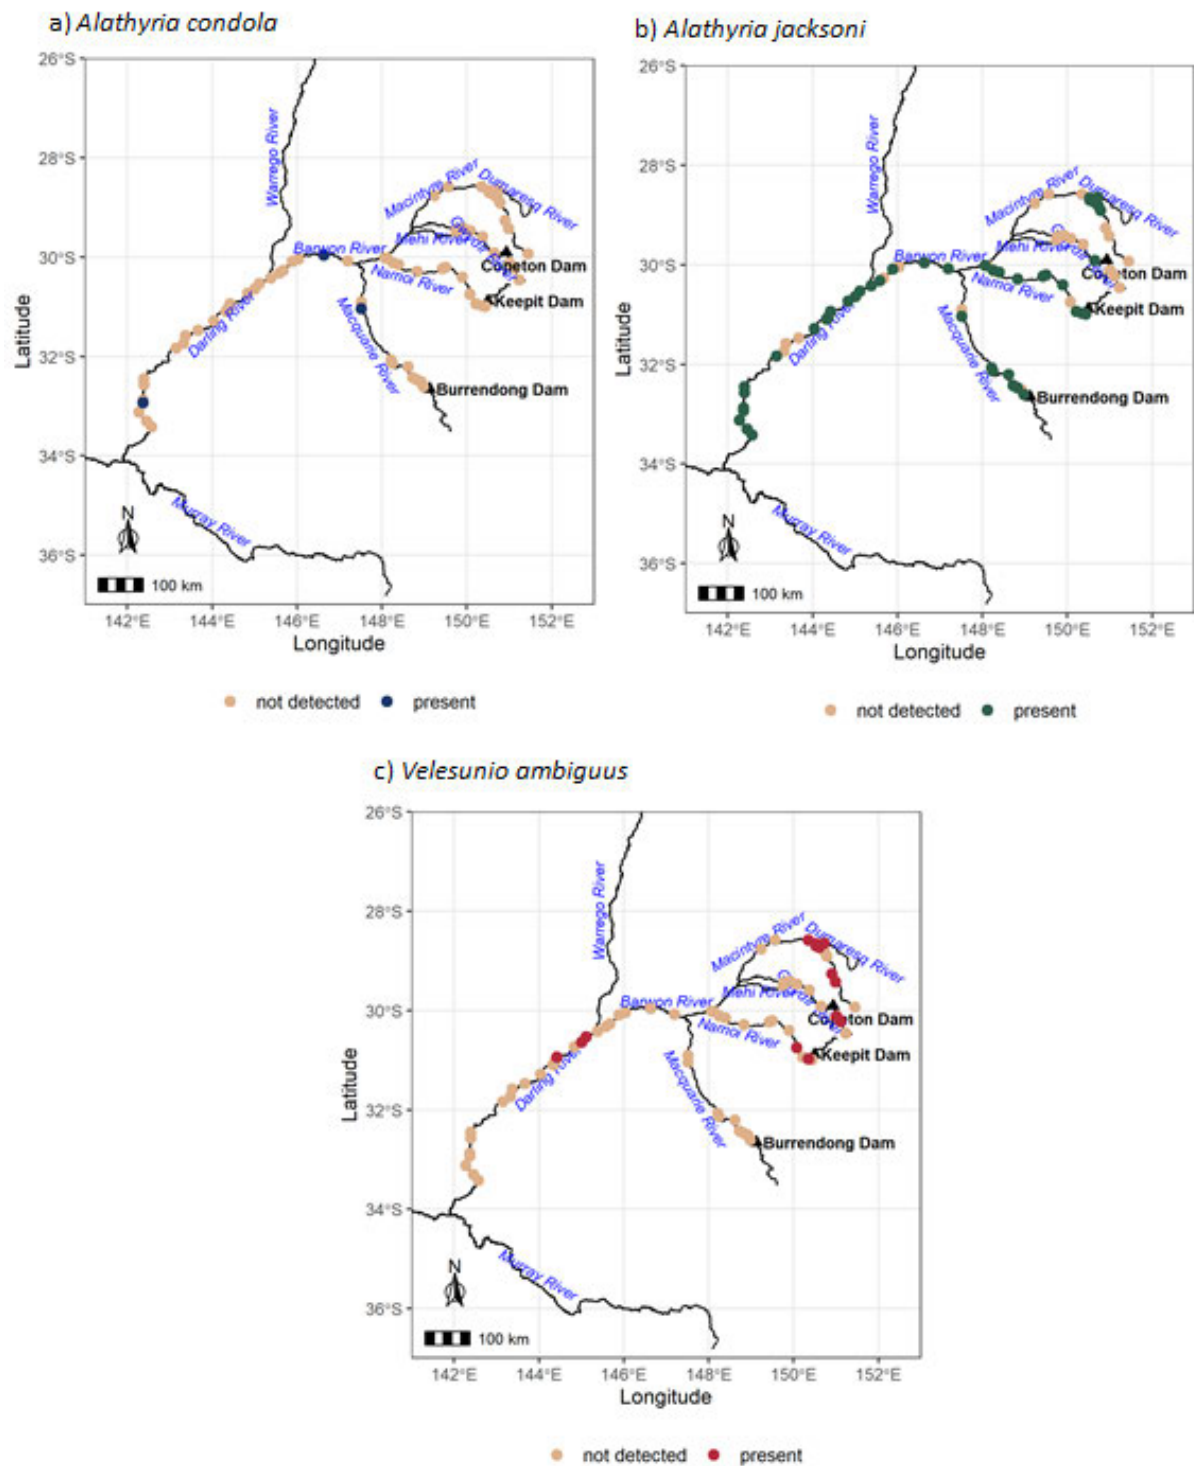 a) Alathyria condola
26°S
28°S
30°S
32°S
34°S
36°S
Latitude
Warrego River
Macintyre River
Dumaresq River
Barwon River
Mehi River
Namoi River
Copeton Dam
Keepit Dam
Darling River
Macquarie River
Burrendong Dam
Murray River
N
100 km
142°E 144°E 146°E 148°E 150°E 152°E
Longitude
not detected present
b) Alathyria jacksoni
26°S
28°S
30°S
32°S
34°S
36°S
Latitude
Warrego River
Macintyre River
Dumaresq River
Barwon River
Mehi River
Namoi River
Copeton Dam
Keepit Dam
Darling River
Macquarie River
Burrendong Dam
Murray River
N
100 km
142°E 144°E 146°E 148°E 150°E 152°E
Longitude
not detected present
c) Velesunio ambiguus
26°S
28°S
30°S
32°S
34°S
36°S
Latitude
Warrego River
Macintyre River
Dumaresq River
Barwon River
Mehi River
Namoi River
Copeton Dam
Keepit Dam
Darling River
Macquarie River
Burrendong Dam
Murray River
N
100 km
142°E 144°E 146°E 148°E 150°E 152°E
Longitude
not detected present